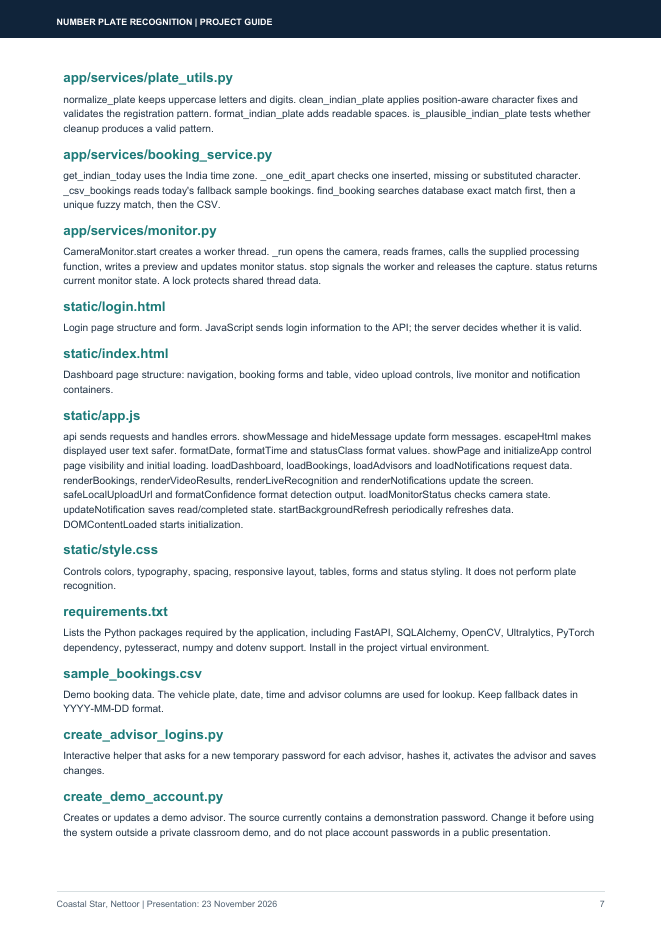 NUMBER PLATE RECOGNITION | PROJECT GUIDE
app/services/plate_utils.py
normalize_plate keeps uppercase letters and digits. clean_indian_plate applies position-aware character fixes and
validates the registration pattern. format_indian_plate adds readable spaces. is_plausible_indian_plate tests whether
cleanup produces a valid pattern.
app/services/booking_service.py
get_indian_today uses the India time zone. _one_edit_apart checks one inserted, missing or substituted character.
_csv_bookings reads today's fallback sample bookings. find_booking searches database exact match first, then a
unique fuzzy match, then the CSV.
app/services/monitor.py
CameraMonitor.start creates a worker thread. _run opens the camera, reads frames, calls the supplied processing
function, writes a preview and updates monitor status. stop signals the worker and releases the capture. status returns
current monitor state. A lock protects shared thread data.
static/login.html
Login page structure and form. JavaScript sends login information to the API; the server decides whether it is valid.
static/index.html
Dashboard page structure: navigation, booking forms and table, video upload controls, live monitor and notification
containers.
static/app.js
api sends requests and handles errors. showMessage and hideMessage update form messages. escapeHtml makes
displayed user text safer. formatDate, formatTime and statusClass format values. showPage and initializeApp control
page visibility and initial loading. loadDashboard, loadBookings, loadAdvisors and loadNotifications request data.
renderBookings, renderVideoResults, renderLiveRecognition and renderNotifications update the screen.
safeLocalUploadUrl and formatConfidence format detection output. loadMonitorStatus checks camera state.
updateNotification saves read/completed state. startBackgroundRefresh periodically refreshes data.
DOMContentLoaded starts initialization.
static/style.css
Controls colors, typography, spacing, responsive layout, tables, forms and status styling. It does not perform plate
recognition.
requirements.txt
Lists the Python packages required by the application, including FastAPI, SQLAlchemy, OpenCV, Ultralytics, PyTorch
dependency, pytesseract, numpy and dotenv support. Install in the project virtual environment.
sample_bookings.csv
Demo booking data. The vehicle plate, date, time and advisor columns are used for lookup. Keep fallback dates in
YYYY-MM-DD format.
create_advisor_logins.py
Interactive helper that asks for a new temporary password for each advisor, hashes it, activates the advisor and saves
changes.
create_demo_account.py
Creates or updates a demo advisor. The source currently contains a demonstration password. Change it before using
the system outside a private classroom demo, and do not place account passwords in a public presentation.
Coastal Star, Nettoor | Presentation: 23 November 2026
7